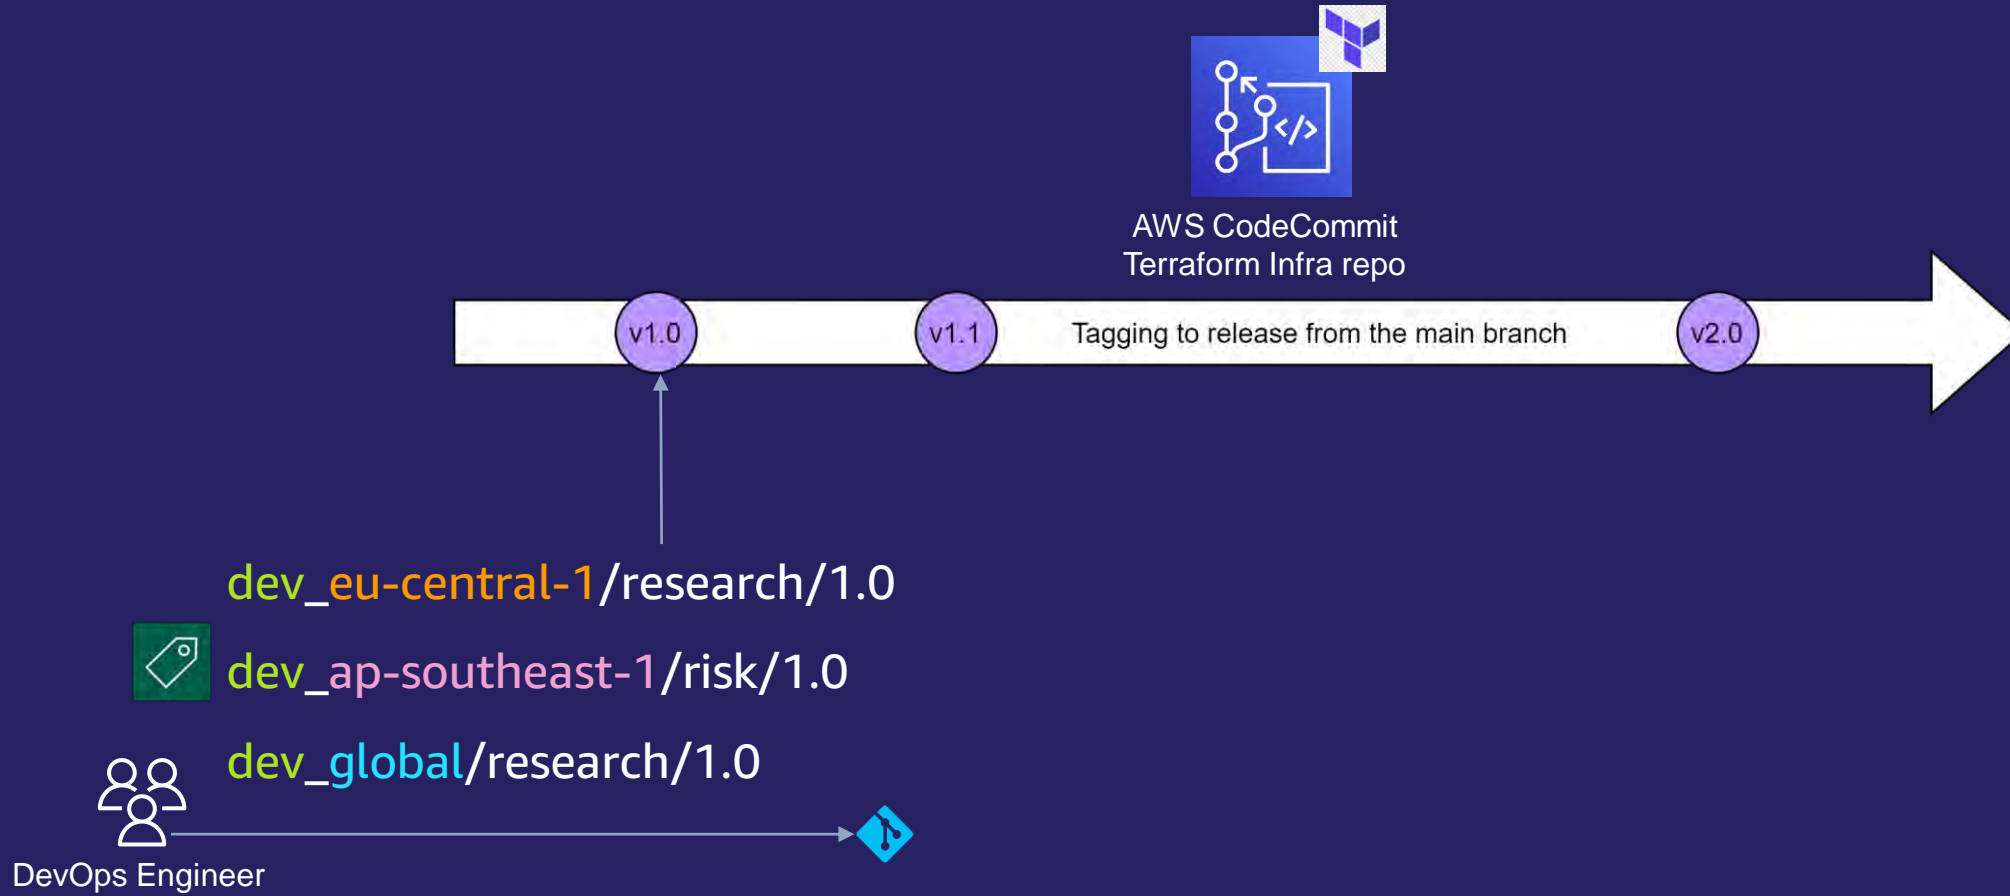 AWS CodeCommit
Terraform Infra repo
v1.0
v1.1
Tagging to release from the main branch
v2.0
dev_eu-central-1/research/1.0
dev_ap-southeast-1/risk/1.0
dev_global/research/1.0
DevOps Engineer